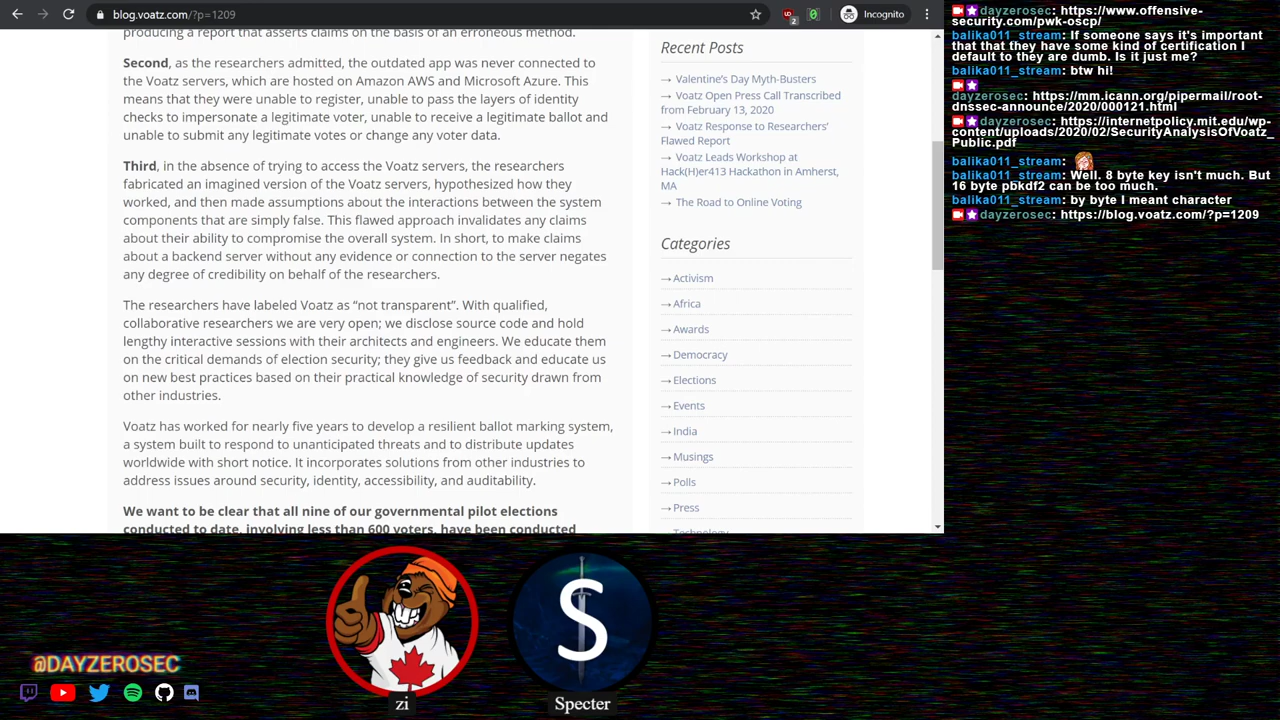 blog.voatz.com/?p=1209
2
Incognito
producing a report that asserts claims on the basis of an erroneous method.
Second, as the researchers admitted, the outdated app was never connected to
the Voatz servers, which are hosted on Amazon AWS and Microsoft Azure. This
means that they were unable to register, unable to pass the layers of identity
checks to impersonate a legitimate voter, unable to receive a legitimate ballot and
unable to submit any legitimate votes or change any voter data.
Third, in the absence of trying to access the Voatz servers, the researchers
fabricated an imagined version of the Voatz servers, hypothesized how they
worked, and then made assumptions about the interactions between the system
components that are simply false. This flawed approach invalidates any claims
about their ability to compromise the overall system. In short, to make claims
about a backend server without any evidence or connection to the server negates
any degree of credibility on behalf of the researchers.
The researchers have labeled Voatz as “not transparent”. With qualified,
collaborative researchers we are very open; we disclose source code and hold
lengthy interactive sessions with their architects and engineers. We educate them
on the critical demands of election security; they give us feedback and educate us
on new best practices based on their practical knowledge of security drawn from
other industries.
Voatz has worked for nearly five years to develop a resilient ballot marking system,
a system built to respond to unanticipated threats and to distribute updates
worldwide with short notice. It incorporates solutions from other industries to
address issues around security, identity, accessibility, and auditability.
We want to be clear that all nine of our governmental pilot elections
conducted to date, involving less than 600 voters, have been conducted
Recent Posts
→ Valentine’s Day Myth-Busters
→ Voatz Open Press Call Transcribed
from February 13, 2020
→ Voatz Response to Researchers’
Flawed Report
→ Voatz Leads Workshop at
Hack(H)er413 Hackathon in Amherst,
MA
→ The Road to Online Voting
Categories
→ Activism
→ Africa
→ Awards
→ Democracy
→ Elections
→ Events
→ India
→ Musings
→ Polls
→ Press
→ Technology
dayzerosec: https://www.offensive-
security.com/pwk-oscp/
balika011_stream: If someone says it's important
that that they have some kind of certification I
default to they are dumb. Is it just me?
balika011_stream: btw hi!
dayzerosec: https://mm.icann.org/pipermail/root-
dnssec-announce/2020/000121.html
dayzerosec: https://internetpolicy.mit.edu/wp-
content/uploads/2020/02/SecurityAnalysisOfVoatz_
Public.pdf
balika011_stream:
balika011_stream: Well. 8 byte key isn't much. But
16 byte pbkdf2 can be too much.
balika011_stream: by byte I meant character
dayzerosec: https://blog.voatz.com/?p=1209
@DAYZEROSEC
zi
S
Specter